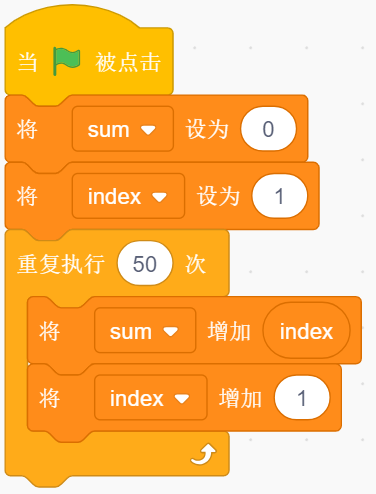 当 被点击
将 sum 设为 0
将 index 设为 1
重复执行 50 次
将 sum 增加 index
将 index 增加 1